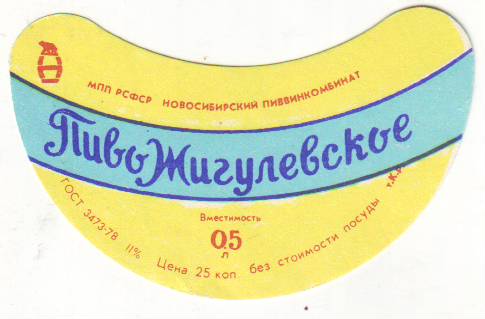 МПП РСФСР НОВОСИБИРСКИЙ ПИВВИНКОМБИНАТ
Пиво Жигулевское
Вместимость
0,5
л
ГОСТ 3473-78 11% Цена 25 коп без стоимости посуды